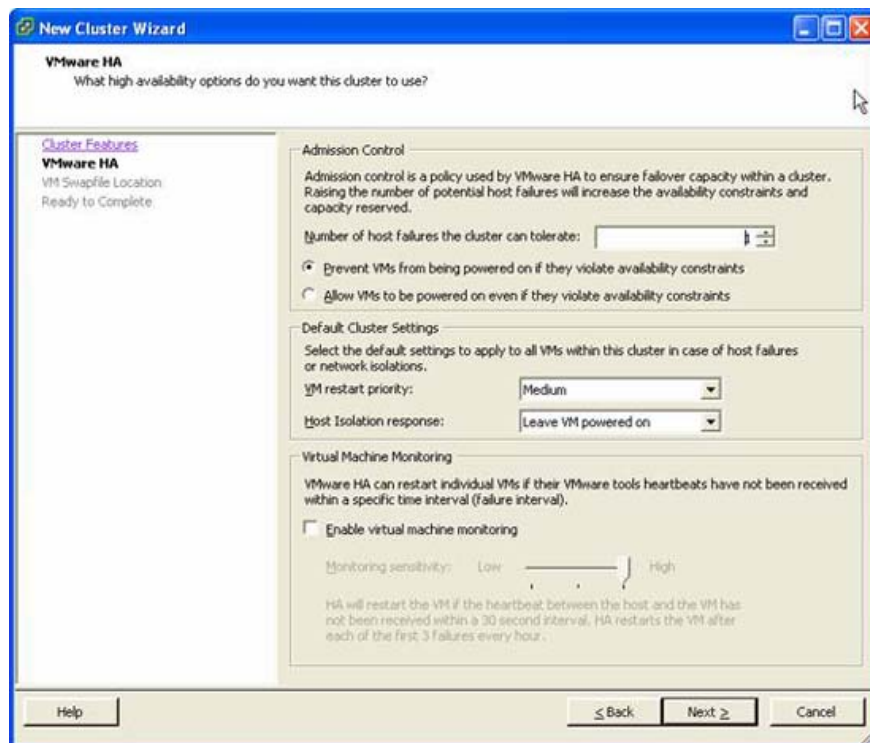 New Cluster Wizard
VMware HA
What high availability options do you want this cluster to use?
Cluster Features
VMware HA
VM Swapfile Location
Ready to Complete
Admission Control
Admission control is a policy used by VMware HA to ensure failover capacity within a cluster.
Raising the number of potential host failures will increase the availability constraints and
capacity reserved.
Number of host failures the cluster can tolerate:
Prevent VMs from being powered on if they violate availability constraints
Allow VMs to be powered on even if they violate availability constraints
Default Cluster Settings
Select the default settings to apply to all VMs within this cluster in case of host failures
or network isolations.
VM restart priority: Medium
Host Isolation response: Leave VM powered on
Virtual Machine Monitoring
VMware HA can restart individual VMs if their VMware tools heartbeats have not been received
within a specific time interval (failure interval).
Enable virtual machine monitoring
Monitoring sensitivity: Low High
HA will restart the VM if the heartbeat between the host and the VM has
not been received within a 30 second interval. HA restarts the VM after
each of the first 3 failures every hour.
Help < Back Next > Cancel